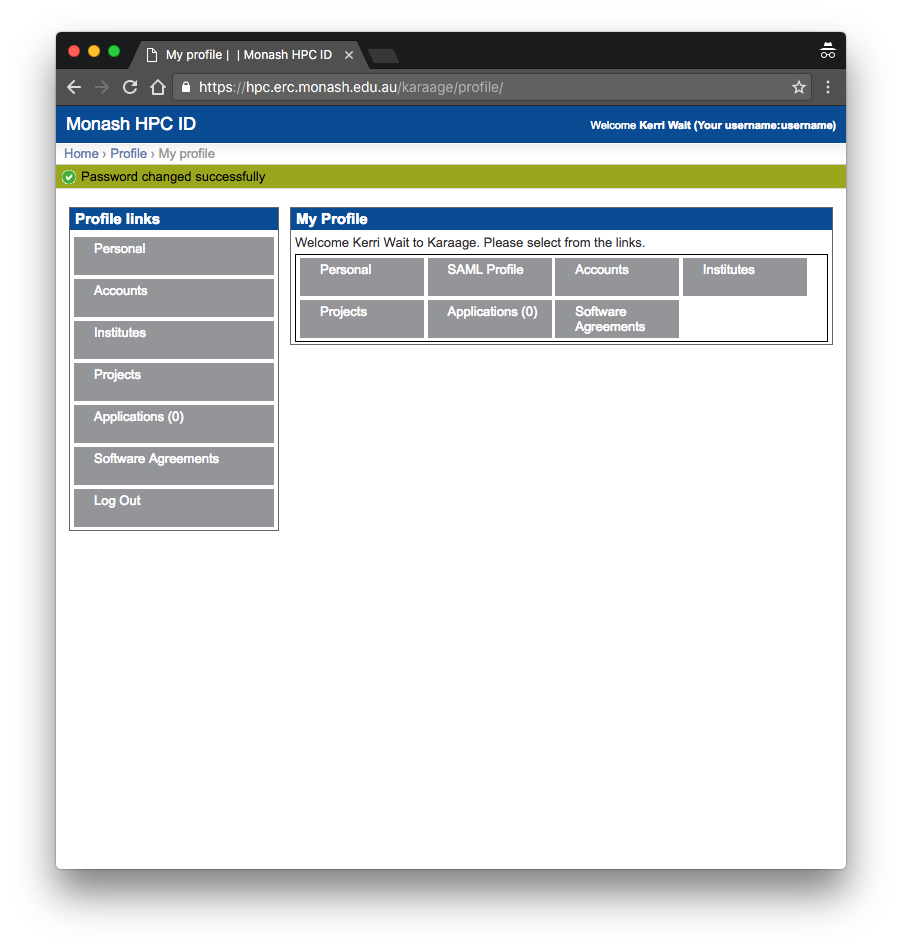 My profile | | Monash HPC ID
https://hpc.erc.monash.edu.au/karaage/profile/
Monash HPC ID
Welcome Kerri Wait (Your username:username)
Home › Profile › My profile
Password changed successfully
Profile links
Personal
Accounts
Institutes
Projects
Applications (0)
Software Agreements
Log Out
My Profile
Welcome Kerri Wait to Karaage. Please select from the links.
Personal
SAML Profile
Accounts
Institutes
Projects
Applications (0)
Software
Agreements